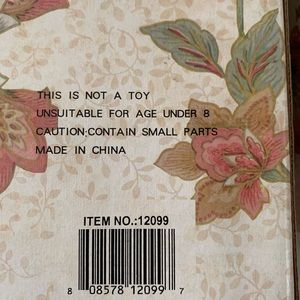 THIS IS NOT A TOY
UNSUITABLE FOR AGE UNDER 8
CAUTION:CONTAIN SMALL PARTS
MADE IN CHINA
ITEM NO.:12099
8 08578 12099 7